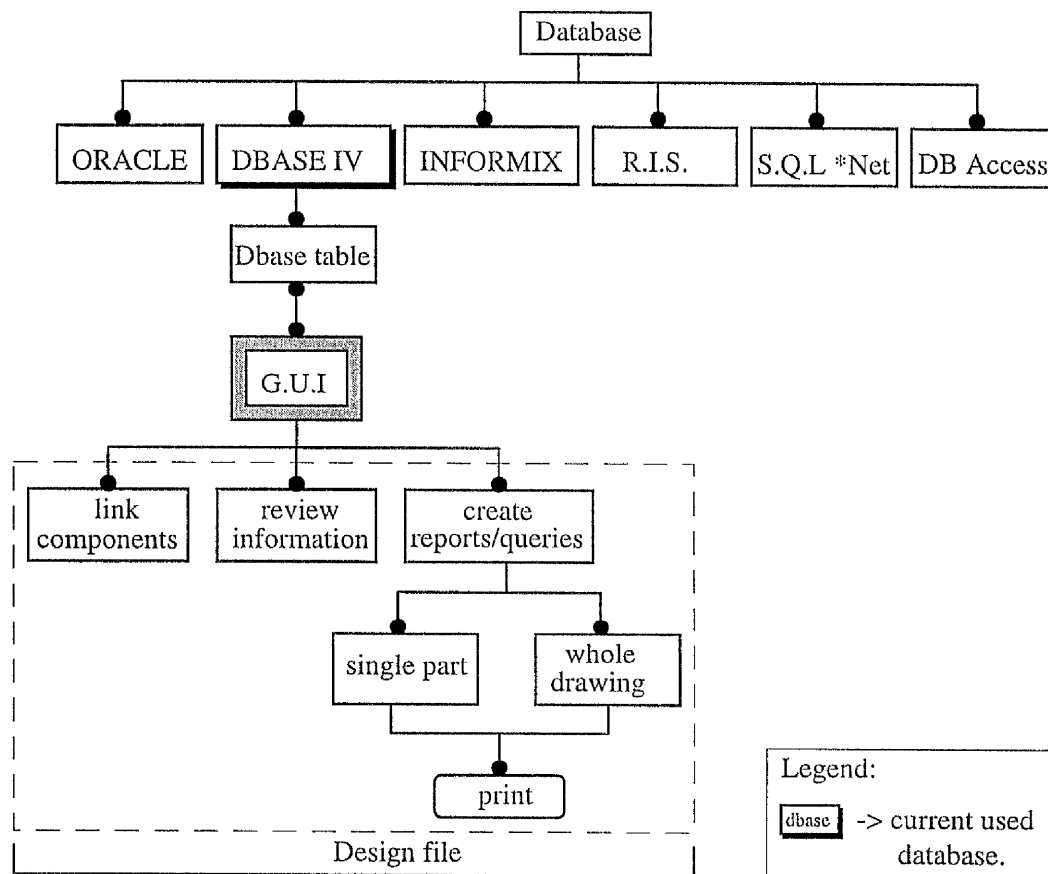 Database
ORACLE
DBASE IV
INFORMIX
R.I.S.
S.Q.L *Net
DB Access
Dbase table
G.U.I
link
components
review
information
create
reports/queries
single part
whole
drawing
print
Design file
Legend:
dbase -> current used
database.